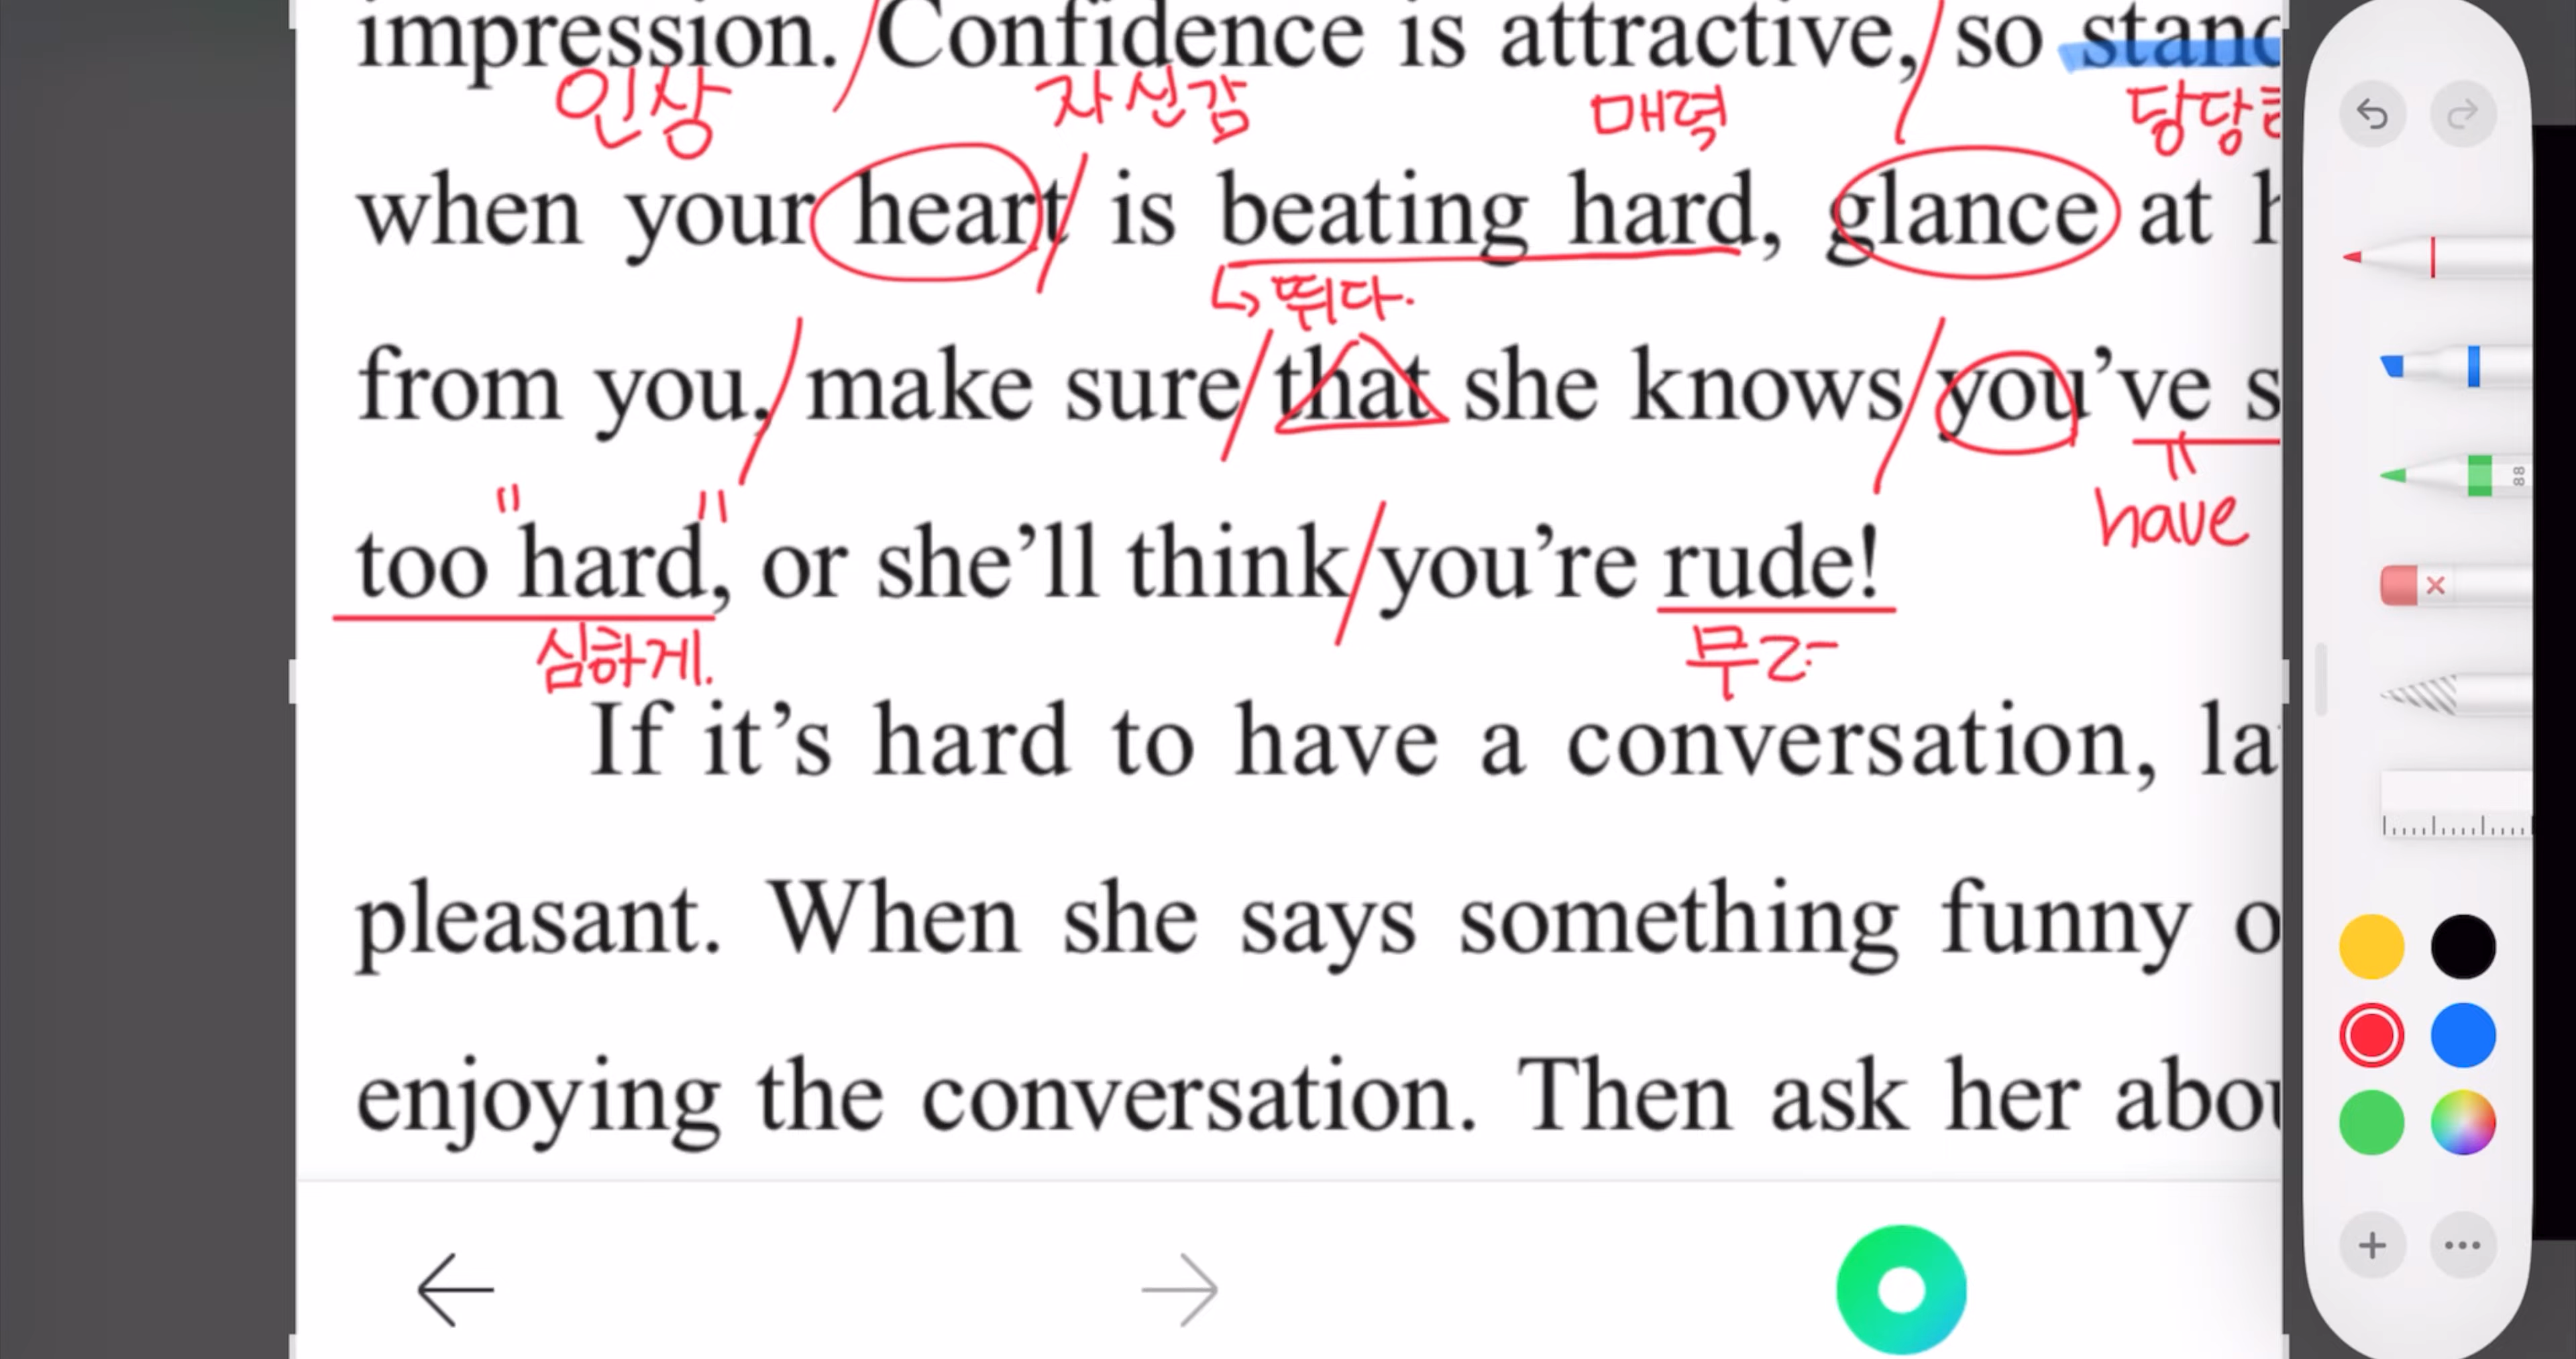 impression. Confidence is attractive, so
인상 자신감 매력 당당
when your heart is beating hard, glance at
뛰다.
from you, make sure that she knows you've
have
too "hard", or she'll think you're rude!
심하게. 무례
If it's hard to have a conversation,
pleasant. When she says something funny
enjoying the conversation. Then ask her
88